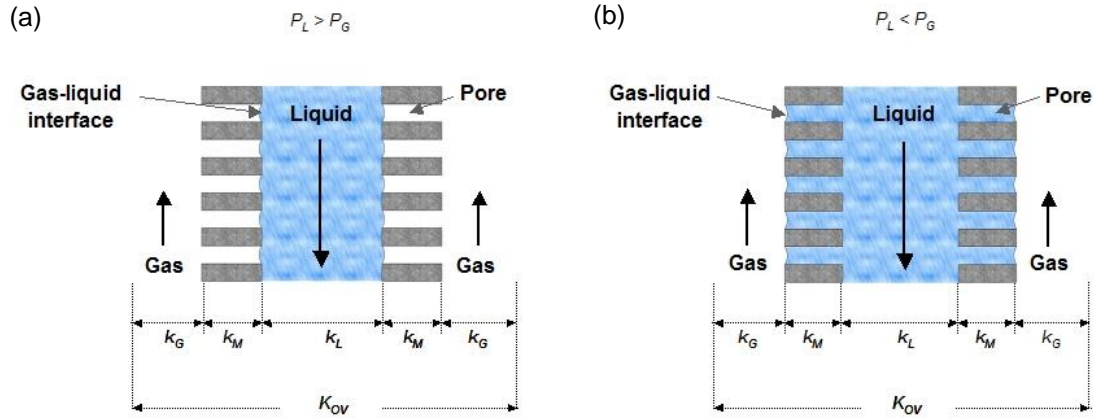 (a)
P_L > P_G
Gas-liquid
interface
Liquid
Pore
Gas
Gas
k_G
k_M
k_L
k_M
k_G
K_OV
(b)
P_L < P_G
Gas-liquid
interface
Liquid
Pore
Gas
Gas
k_G
k_M
k_L
k_M
k_G
K_OV